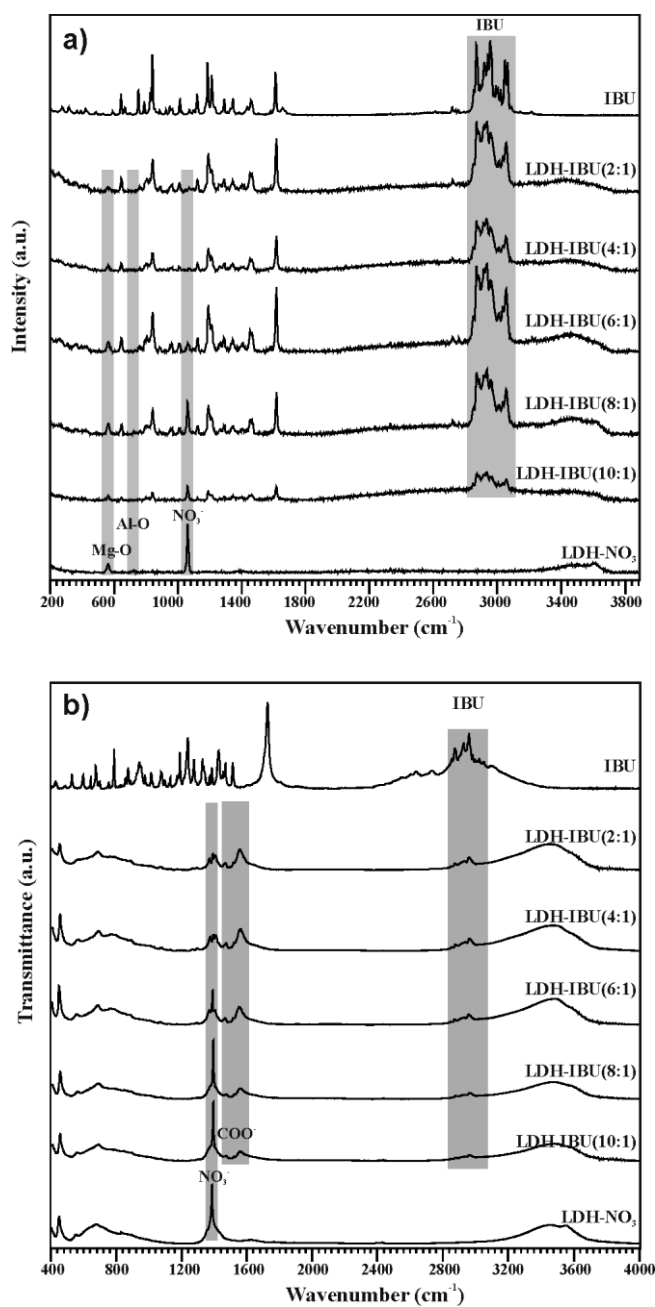 a)
IBU
IBU
LDH-IBU(2:1)
LDH-IBU(4:1)
LDH-IBU(6:1)
LDH-IBU(8:1)
LDH-IBU(10:1)
Al-O
NO₃⁻
Mg-O
LDH-NO₃
Intensity (a.u.)
200 600 1000 1400 1800 2200 2600 3000 3400 3800
Wavenumber (cm⁻¹)
b)
IBU
IBU
LDH-IBU(2:1)
LDH-IBU(4:1)
LDH-IBU(6:1)
LDH-IBU(8:1)
LDH-IBU(10:1)
COO⁻
NO₃⁻
LDH-NO₃
Transmittance (a.u.)
400 800 1200 1600 2000 2400 2800 3200 3600 4000
Wavenumber (cm⁻¹)